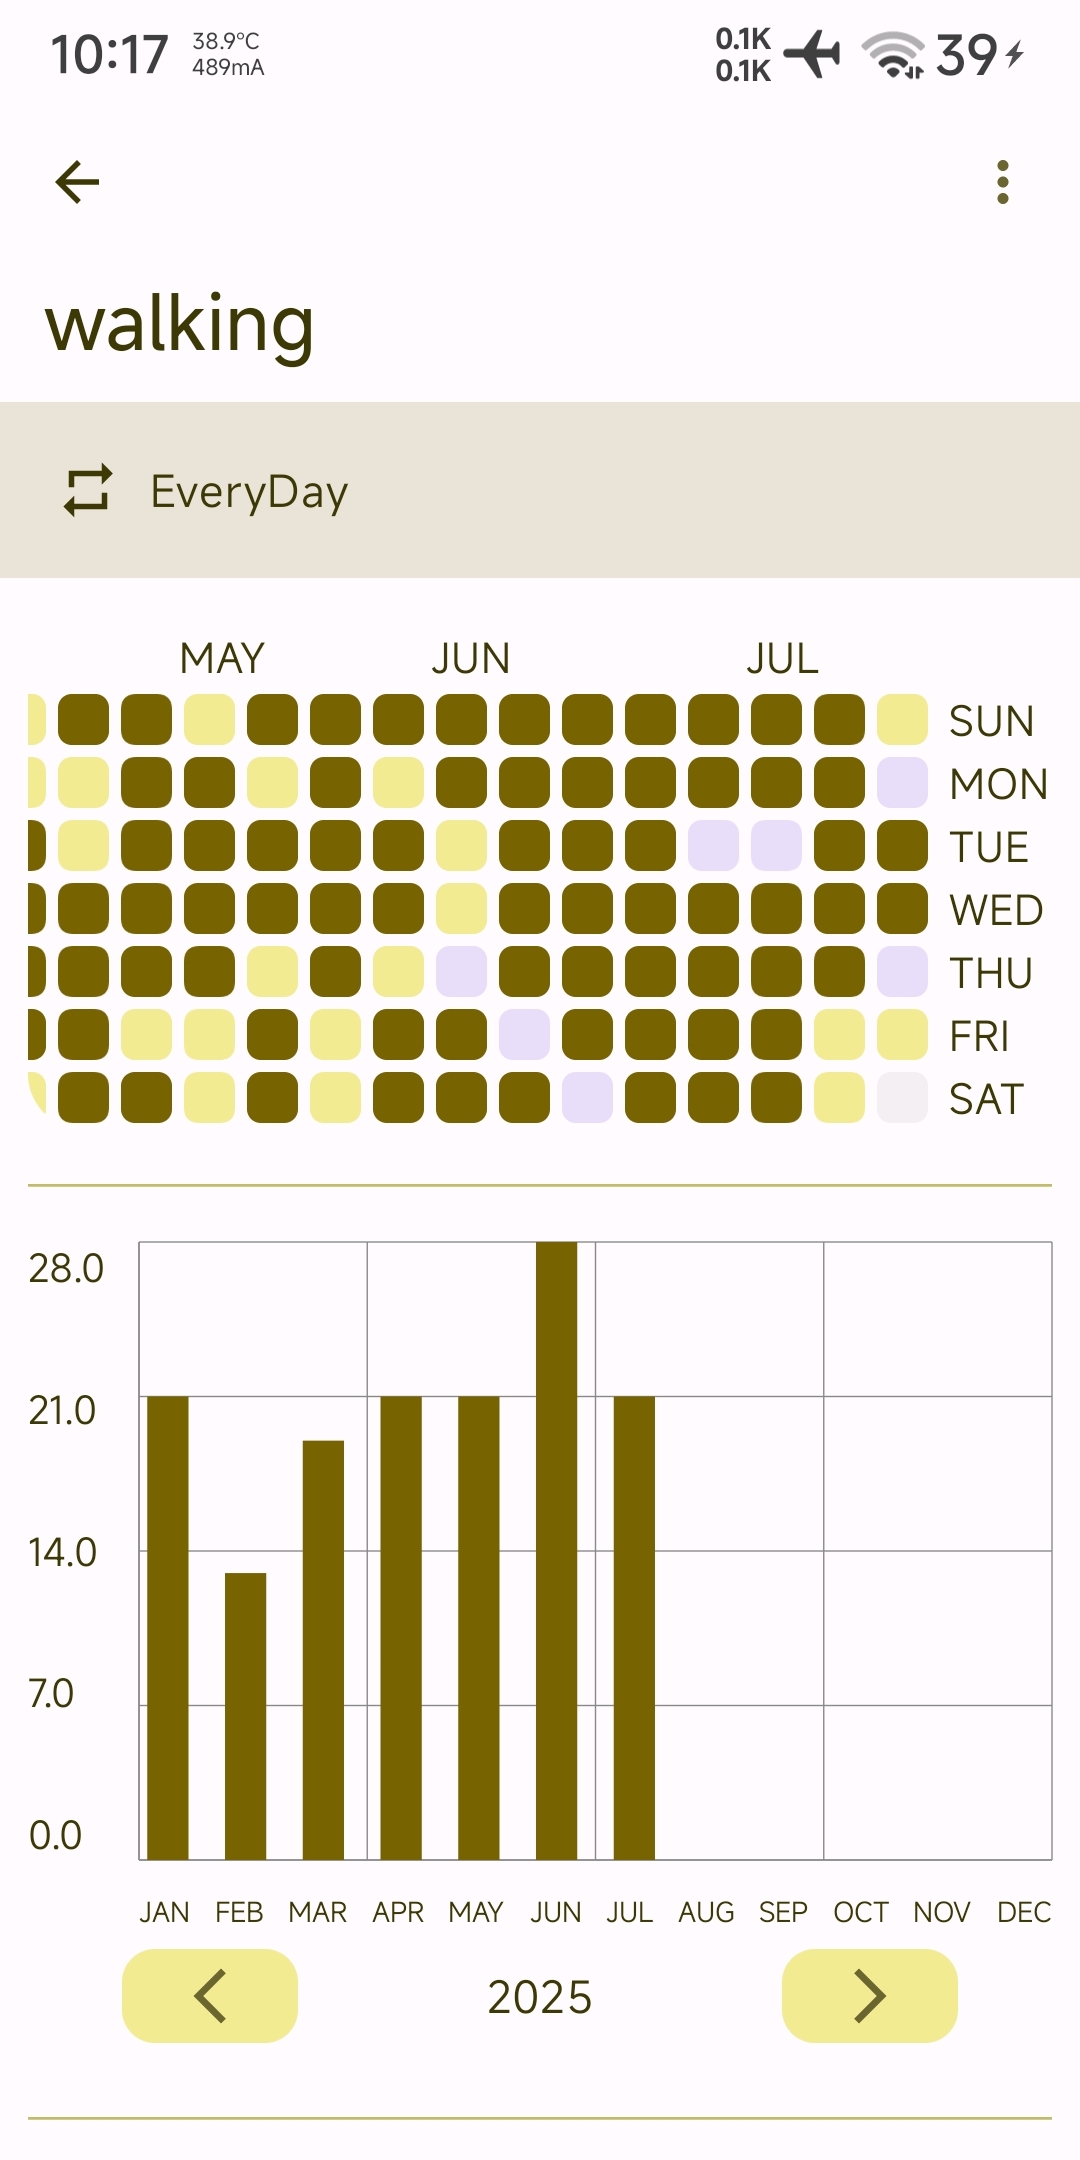 10:17 38.9°C 489mA 0.1K 0.1K 39
walking
EveryDay
MAY JUN JUL
SUN
MON
TUE
WED
THU
FRI
SAT
28.0
21.0
14.0
7.0
0.0
JAN FEB MAR APR MAY JUN JUL AUG SEP OCT NOV DEC
2025